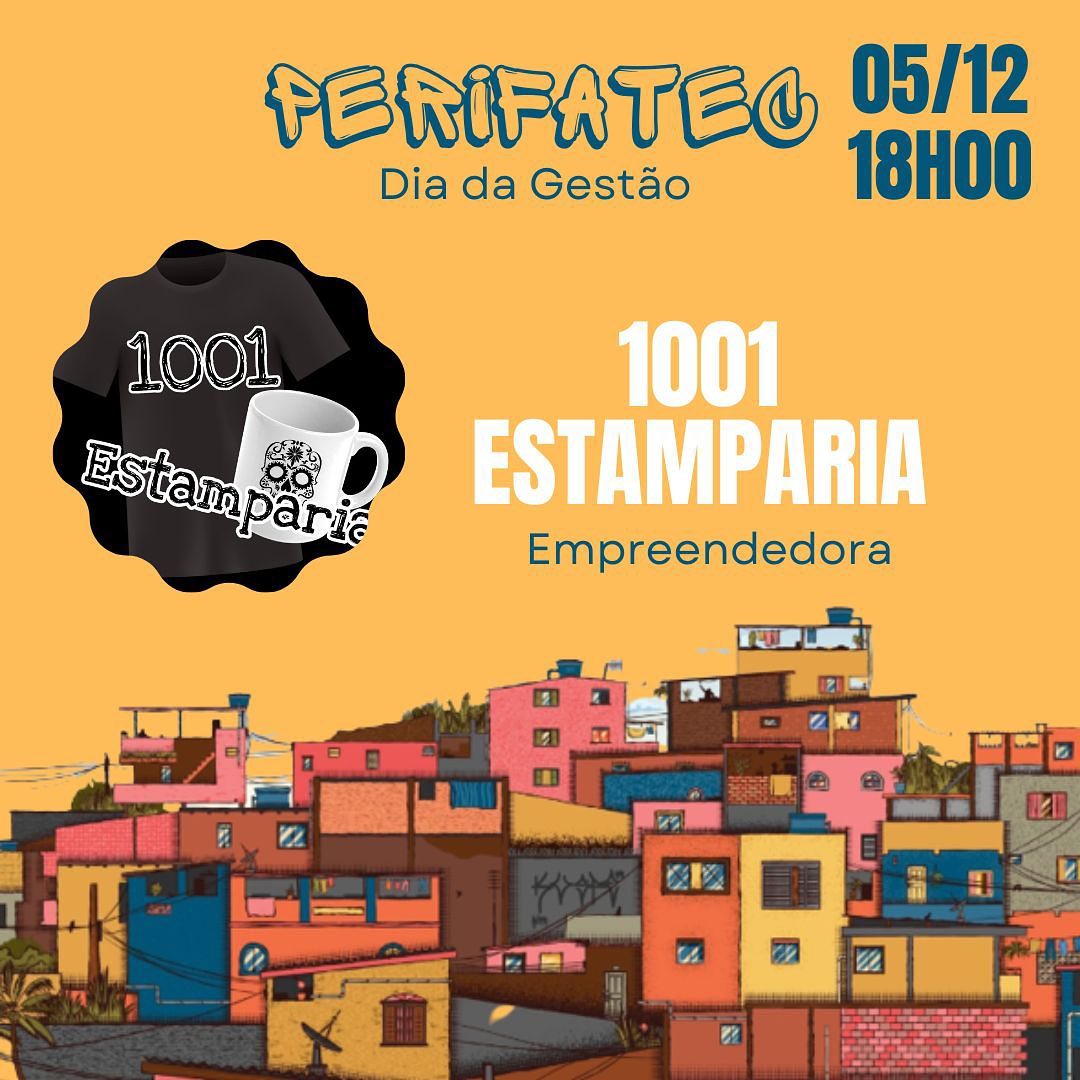 PERIFATEC
Dia da Gestão
05/12
18H00
1001
Estamparia
1001
ESTAMPARIA
Empreendedora